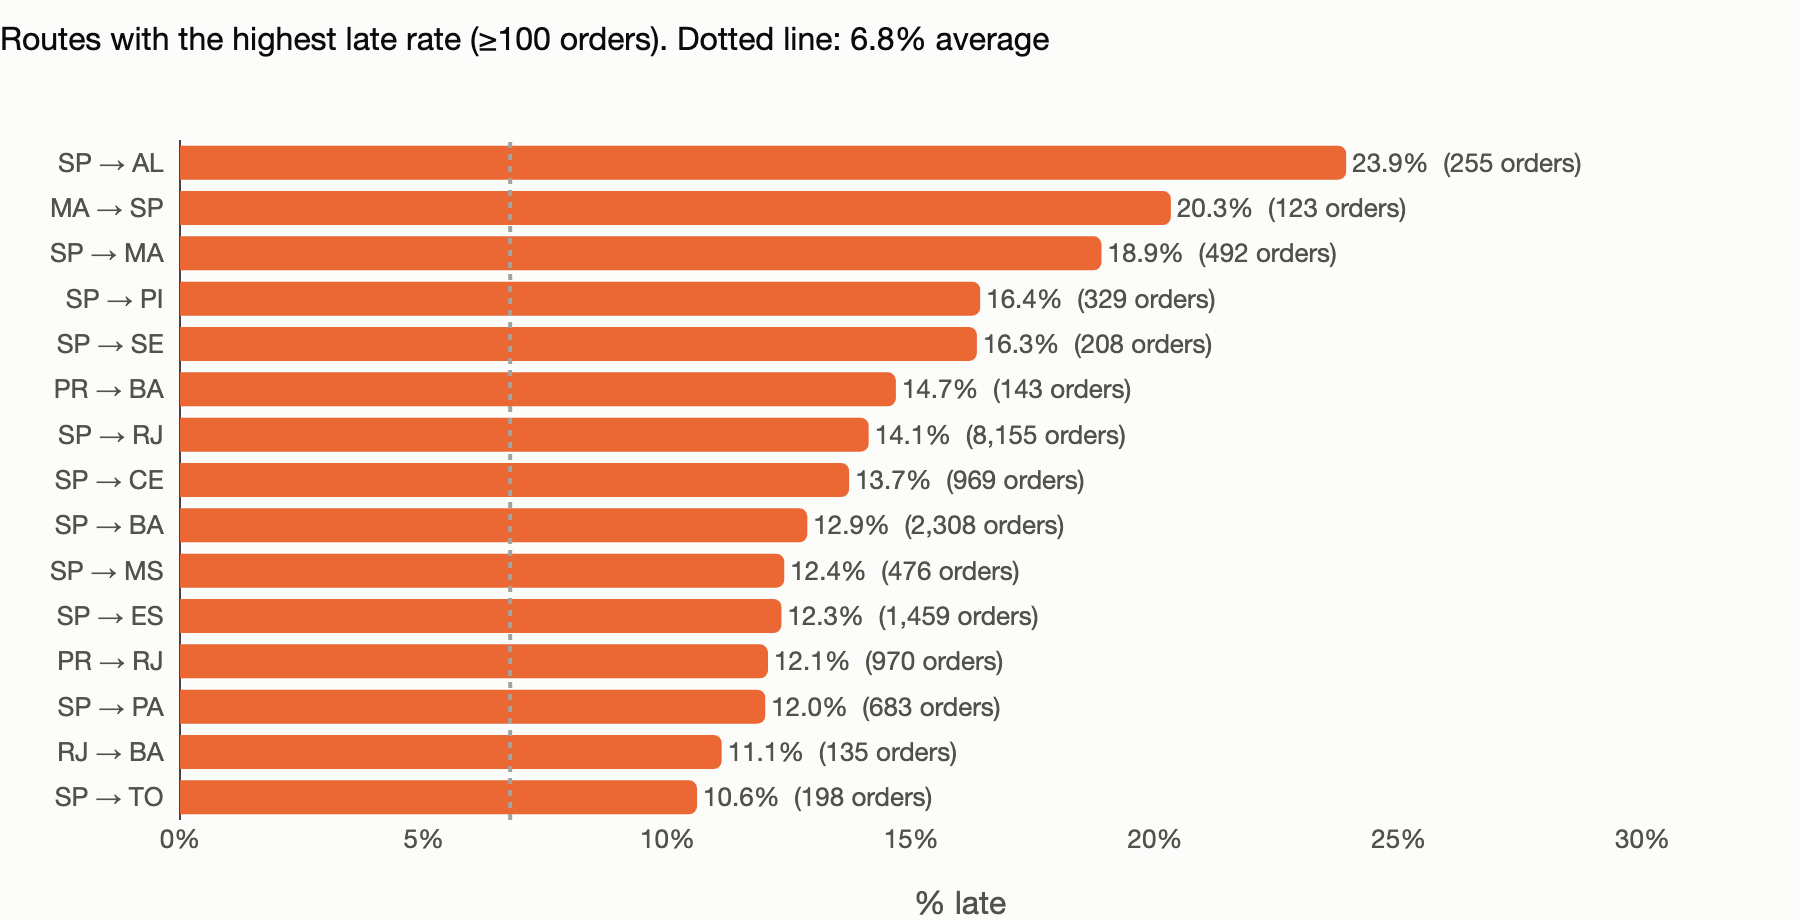 Routes with the highest late rate (≥100 orders). Dotted line: 6.8% average
SP → AL 23.9% (255 orders)
MA → SP 20.3% (123 orders)
SP → MA 18.9% (492 orders)
SP → PI 16.4% (329 orders)
SP → SE 16.3% (208 orders)
PR → BA 14.7% (143 orders)
SP → RJ 14.1% (8,155 orders)
SP → CE 13.7% (969 orders)
SP → BA 12.9% (2,308 orders)
SP → MS 12.4% (476 orders)
SP → ES 12.3% (1,459 orders)
PR → RJ 12.1% (970 orders)
SP → PA 12.0% (683 orders)
RJ → BA 11.1% (135 orders)
SP → TO 10.6% (198 orders)
0% 5% 10% 15% 20% 25% 30%
% late